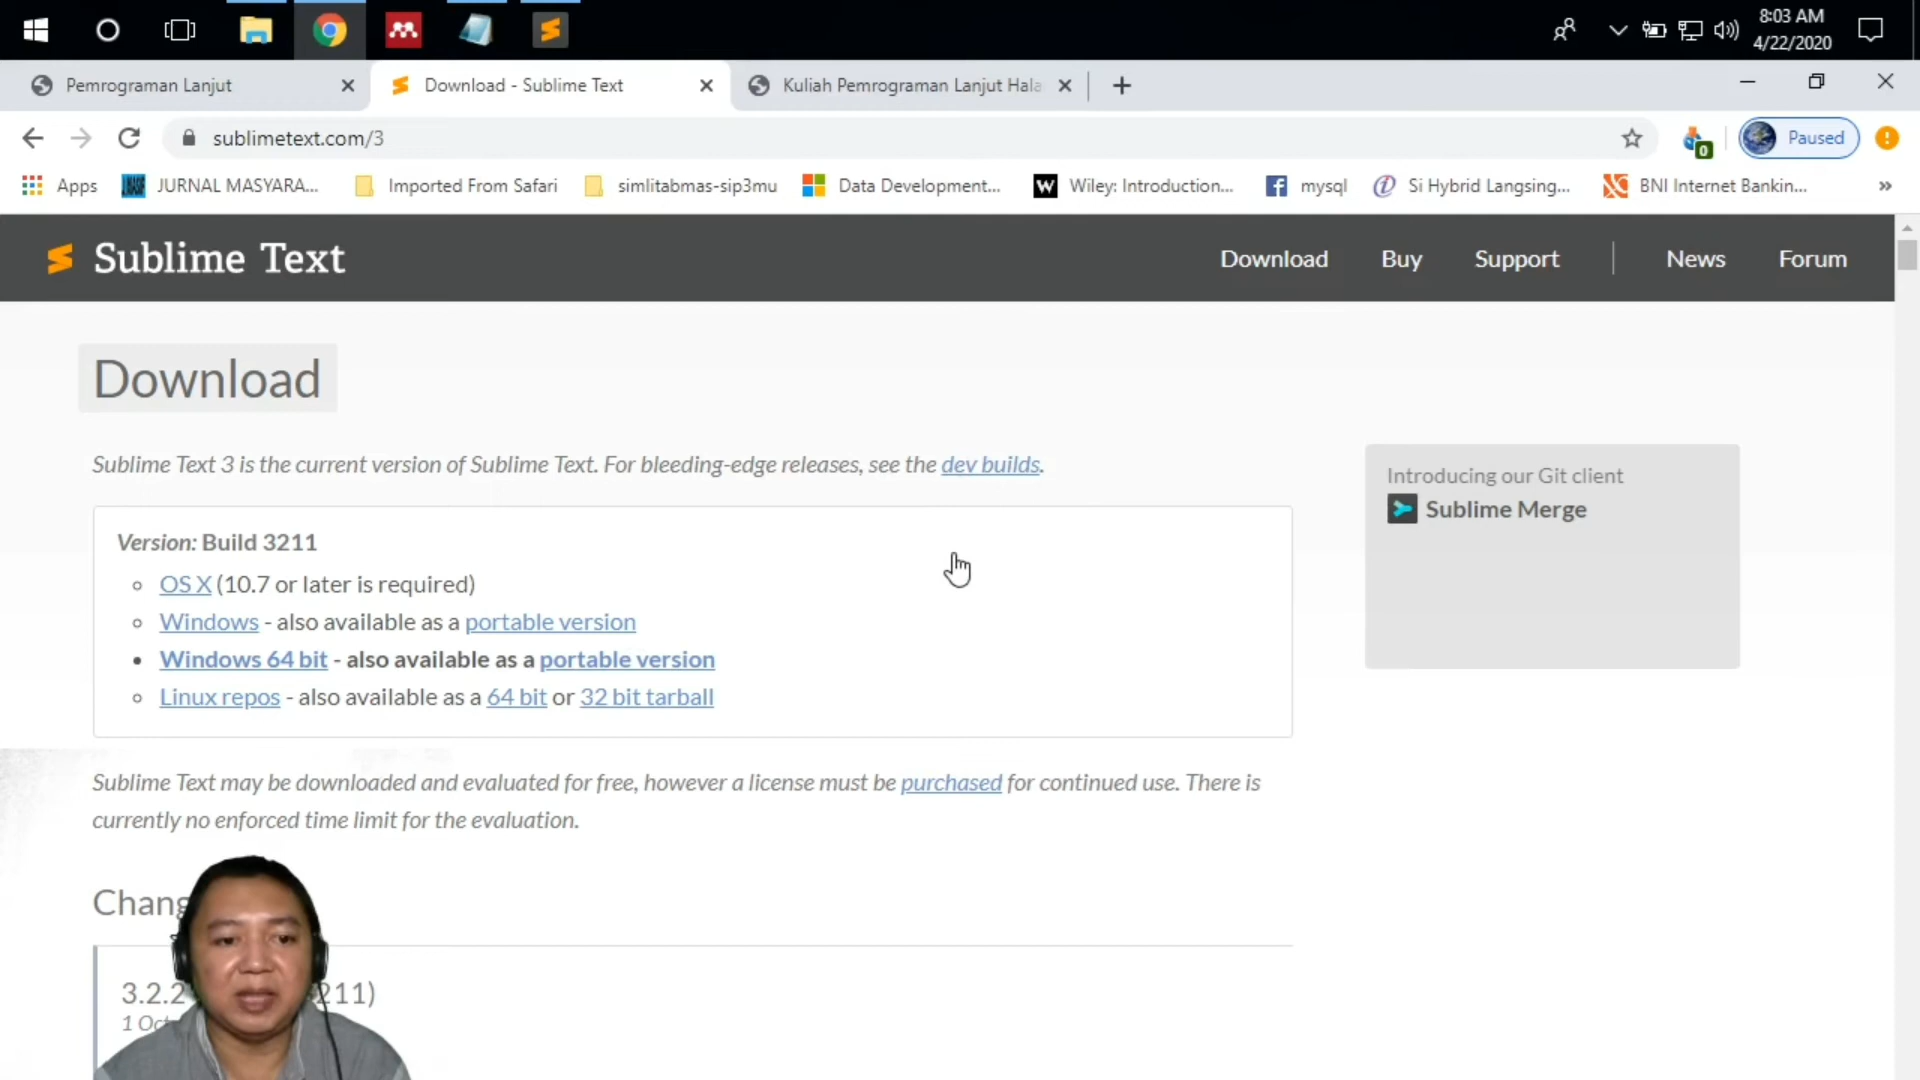 8:03 AM
4/22/2020
Pemrograman Lanjut
Download - Sublime Text
Kuliah Pemrograman Lanjut Hala
sublimetext.com/3
0
Paused
Apps
JURNAL MASYARA...
Imported From Safari
simlitabmas-sip3mu
Data Development...
Wiley: Introduction...
mysql
Si Hybrid Langsing...
BNI Internet Bankin...
Sublime Text
Download
Buy
Support
News
Forum
Download
Sublime Text 3 is the current version of Sublime Text. For bleeding-edge releases, see the dev builds.
Introducing our Git client
Sublime Merge
Version: Build 3211
OS X (10.7 or later is required)
Windows - also available as a portable version
Windows 64 bit - also available as a portable version
Linux repos - also available as a 64 bit or 32 bit tarball
Sublime Text may be downloaded and evaluated for free, however a license must be purchased for continued use. There is
currently no enforced time limit for the evaluation.
Chang
3.2.2 211)
1 Oct